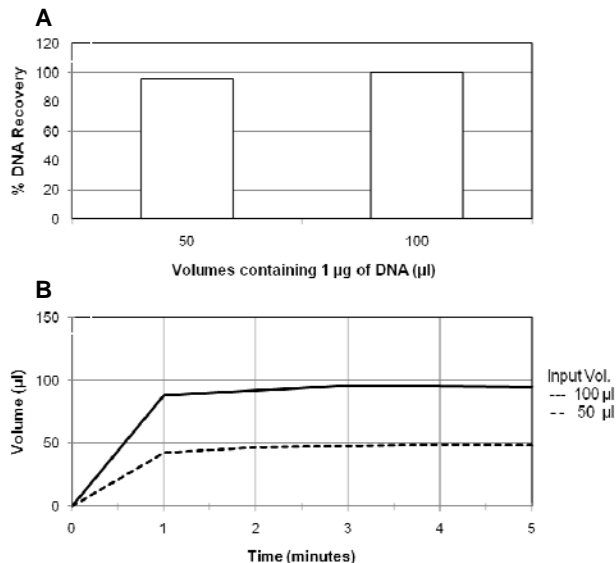 A
120
100
80
60
40
20
0
% DNA Recovery
50 100
Volumes containing 1 µg of DNA (µl)
B
150
100
50
0
Volume (µl)
0 1 2 3 4 5
Time (minutes)
Input Vol.
--- 100 µl
-- 50 µl